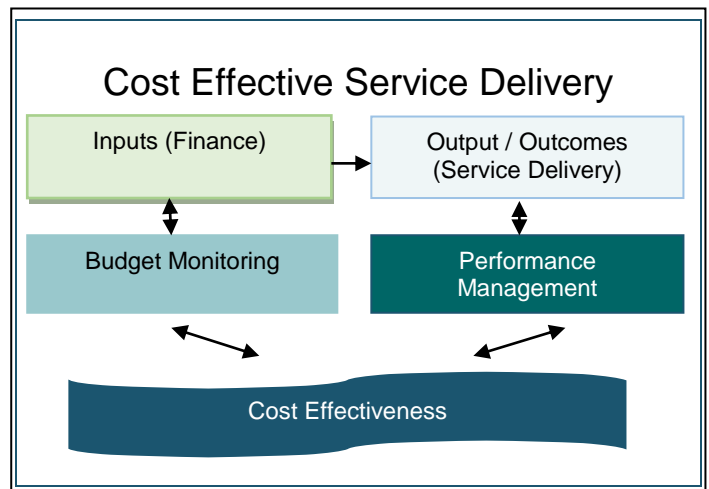 Cost Effective Service Delivery
Inputs (Finance)
Output / Outcomes
(Service Delivery)
Budget Monitoring
Performance
Management
Cost Effectiveness